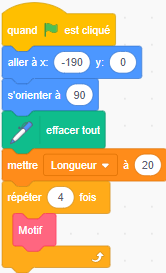 quand est cliqué
aller à x: -190 y: 0
s'orienter à 90
effacer tout
mettre Longueur à 20
répéter 4 fois
Motif